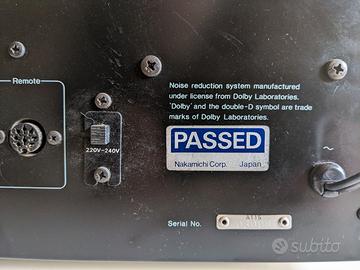 Remote
Noise reduction system manufactured
under license from Dolby Laboratories.
'Dolby' and the double-D symbol are trade
marks of Dolby Laboratories.
220V-240V
PASSED
Nakamichi Corp. Japan
~
Serial No.
subito